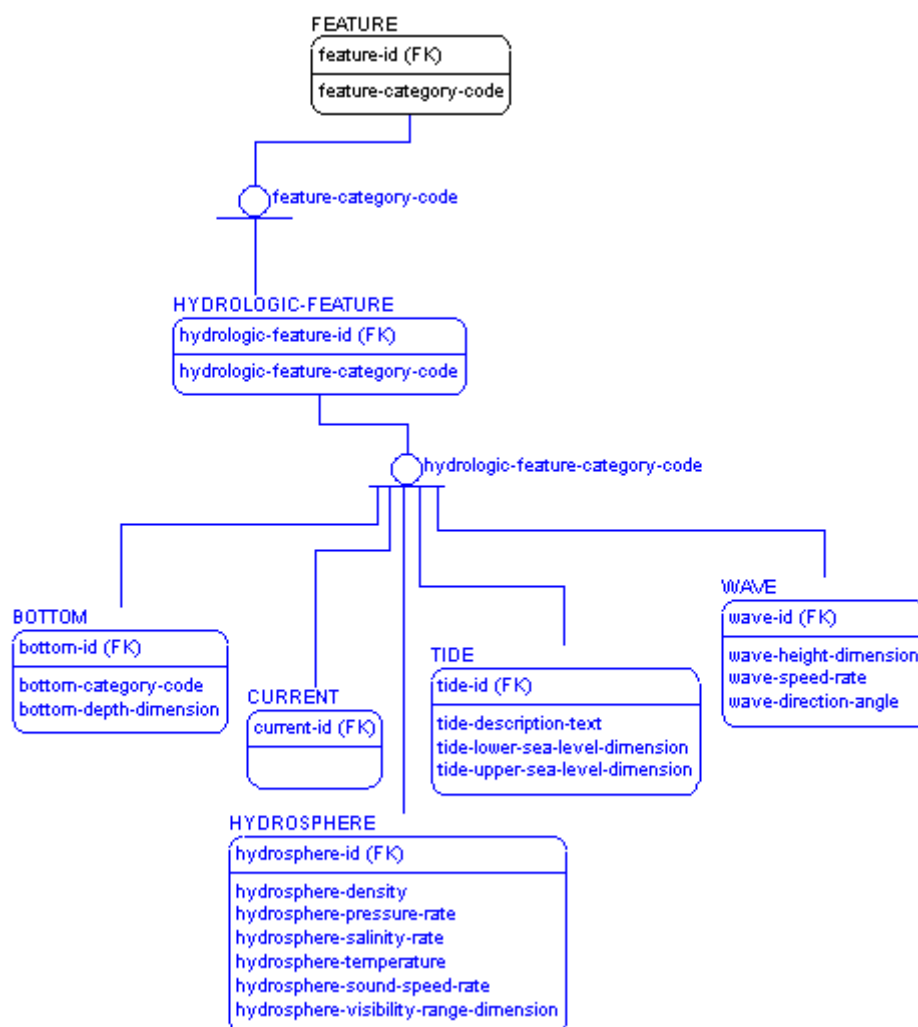 FEATURE
feature-id (FK)
feature-category-code
feature-category-code
HYDROLOGIC-FEATURE
hydrologic-feature-id (FK)
hydrologic-feature-category-code
hydrologic-feature-category-code
BOTTOM
bottom-id (FK)
bottom-category-code
bottom-depth-dimension
CURRENT
current-id (FK)
TIDE
tide-id (FK)
tide-description-text
tide-lower-sea-level-dimension
tide-upper-sea-level-dimension
WAVE
wave-id (FK)
wave-height-dimension
wave-speed-rate
wave-direction-angle
HYDROSPHERE
hydrosphere-id (FK)
hydrosphere-density
hydrosphere-pressure-rate
hydrosphere-salinity-rate
hydrosphere-temperature
hydrosphere-sound-speed-rate
hydrosphere-visibility-range-dimension